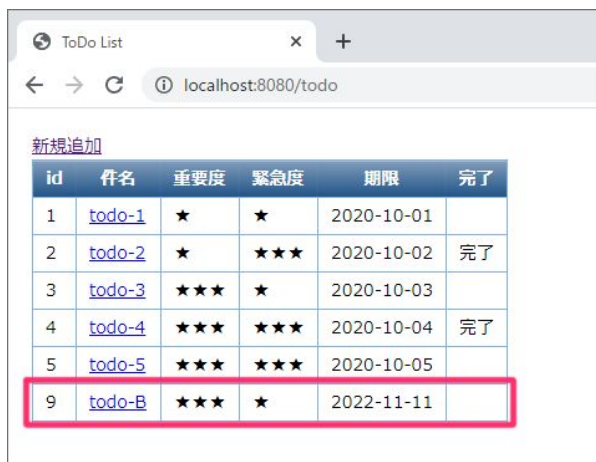 ToDo List
localhost:8080/todo
新規追加
id 件名 重要度 緊急度 期限 完了
1 todo-1 ★ ★ 2020-10-01
2 todo-2 ★ ★★★ 2020-10-02 完了
3 todo-3 ★★★ ★ 2020-10-03
4 todo-4 ★★★ ★★★ 2020-10-04 完了
5 todo-5 ★★★ ★★★ 2020-10-05
9 todo-B ★★★ ★ 2022-11-11